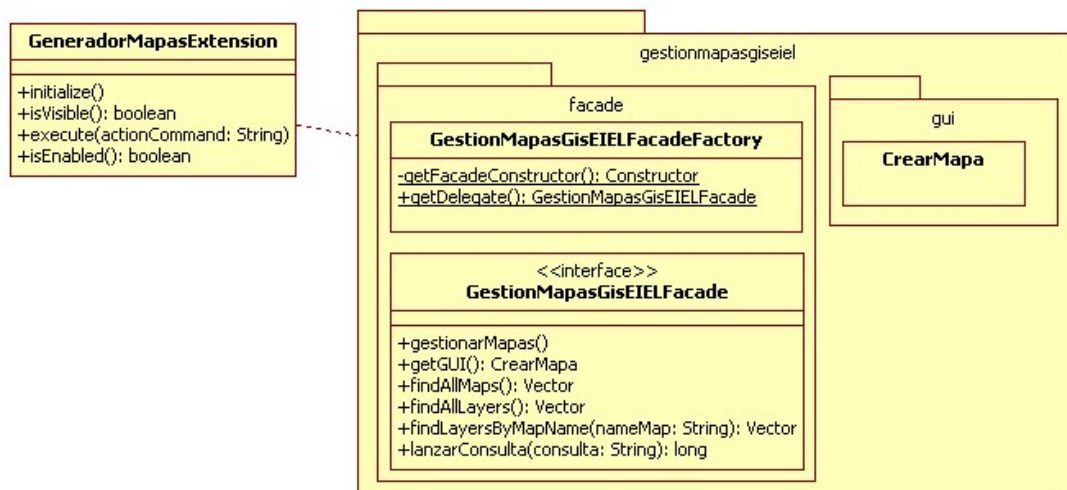 GeneradorMapasExtension
+initialize()
+isVisible(): boolean
+execute(actionCommand: String)
+isEnabled(): boolean
gestionmapasgiseiel
facade
GestionMapasGisEIELFacadeFactory
-getFacadeConstructor(): Constructor
+getDelegate(): GestionMapasGisEIELFacade
<<interface>>
GestionMapasGisEIELFacade
+gestionarMapas()
+getGUI(): CrearMapa
+findAllMaps(): Vector
+findAllLayers(): Vector
+findLayersByMapName(nameMap: String): Vector
+lanzarConsulta(consulta: String): long
gui
CrearMapa